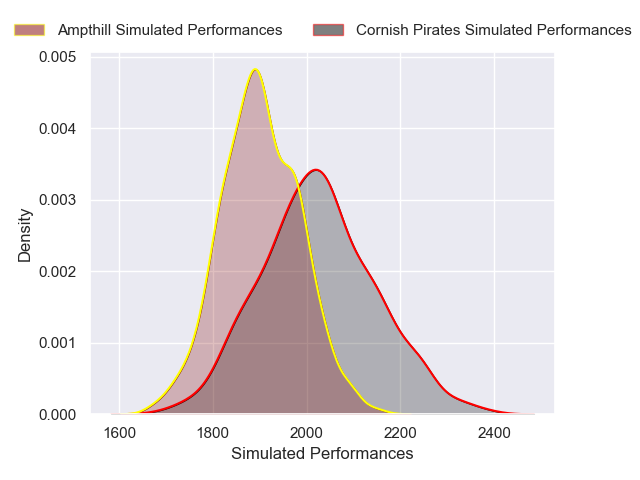 Ampthill Simulated Performances
Cornish Pirates Simulated Performances
0.005
0.004
0.003
0.002
0.001
0.000
Density
1600
1800
2000
2200
2400
Simulated Performances